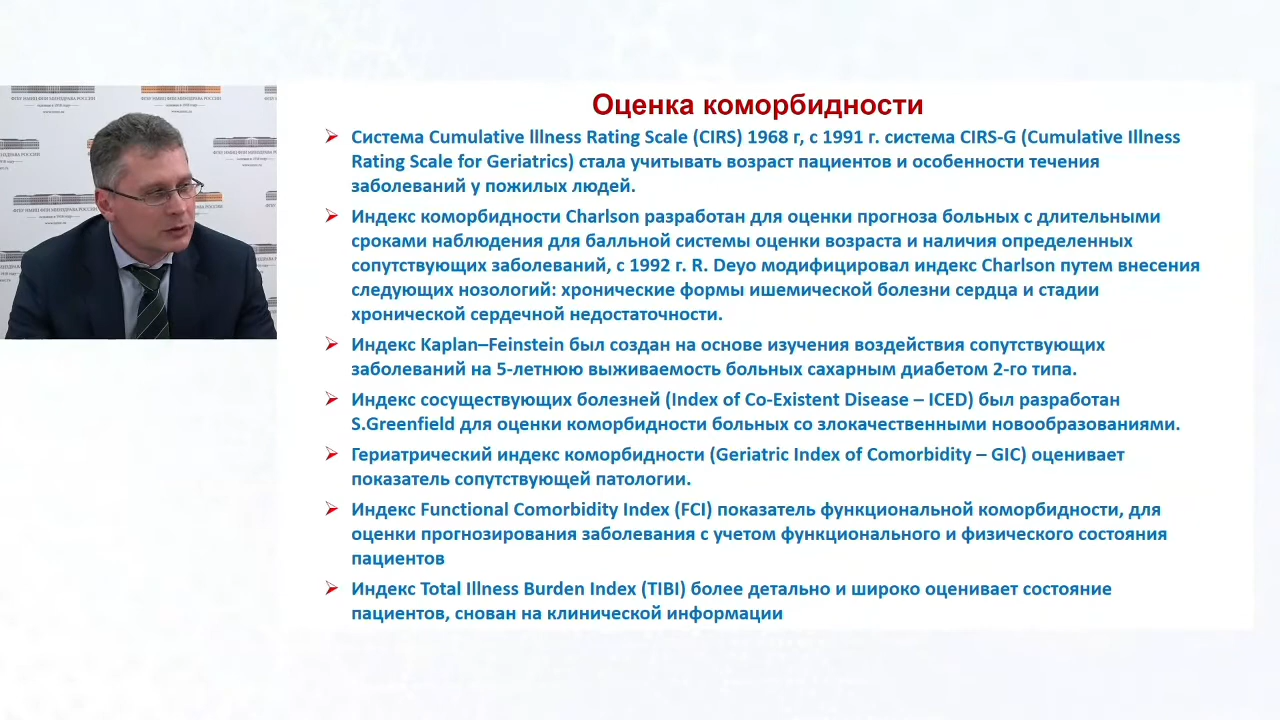 Оценка коморбидности
Система Cumulative lllness Rating Scale (CIRS) 1968 г, с 1991 г. система CIRS-G (Cumulative Illness
Rating Scale for Geriatrics) стала учитывать возраст пациентов и особенности течения
заболеваний у пожилых людей.
Индекс коморбидности Charlson разработан для оценки прогноза больных с длительными
сроками наблюдения для балльной системы оценки возраста и наличия определенных
сопутствующих заболеваний, с 1992 г. R. Deyo модифицировал индекс Charlson путем внесения
следующих нозологий: хронические формы ишемической болезни сердца и стадии
хронической сердечной недостаточности.
Индекс Kaplan–Feinstein был создан на основе изучения воздействия сопутствующих
заболеваний на 5-летнюю выживаемость больных сахарным диабетом 2-го типа.
Индекс сосуществующих болезней (Index of Co-Existent Disease – ICED) был разработан
S.Greenfield для оценки коморбидности больных со злокачественными новообразованиями.
Гериатрический индекс коморбидности (Geriatric Index of Comorbidity – GIC) оценивает
показатель сопутствующей патологии.
Индекс Functional Comorbidity Index (FCI) показатель функциональной коморбидности, для
оценки прогнозирования заболевания с учетом функционального и физического состояния
пациентов
Индекс Total Illness Burden Index (TIBI) более детально и широко оценивает состояние
пациентов, снован на клинической информации